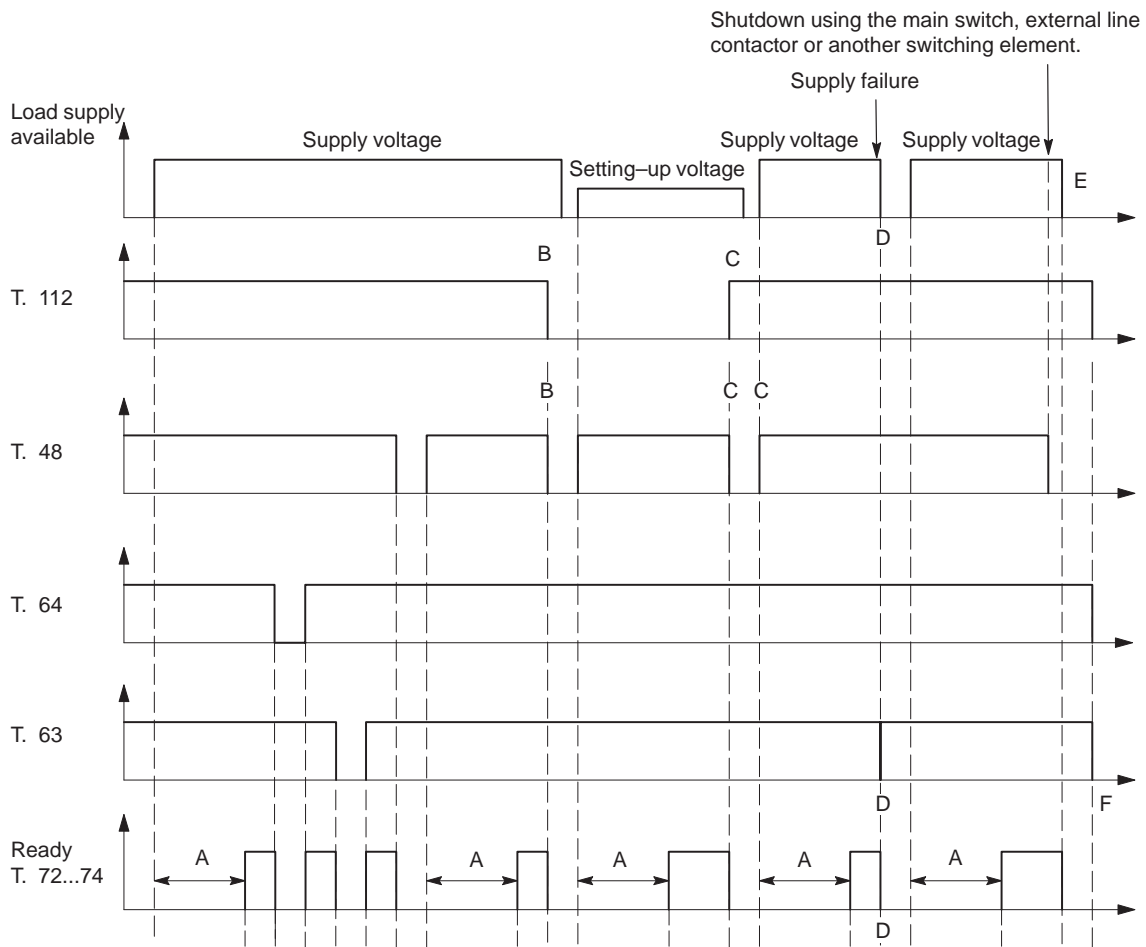 Shutdown using the main switch, external line
contactor or another switching element.
Supply failure
Load supply
available
Supply voltage
Setting–up voltage
Supply voltage
Supply voltage
E
D
B
C
T. 112
B
C
C
T. 48
T. 64
T. 63
D
F
Ready
T. 72...74
A
A
A
A
A
D